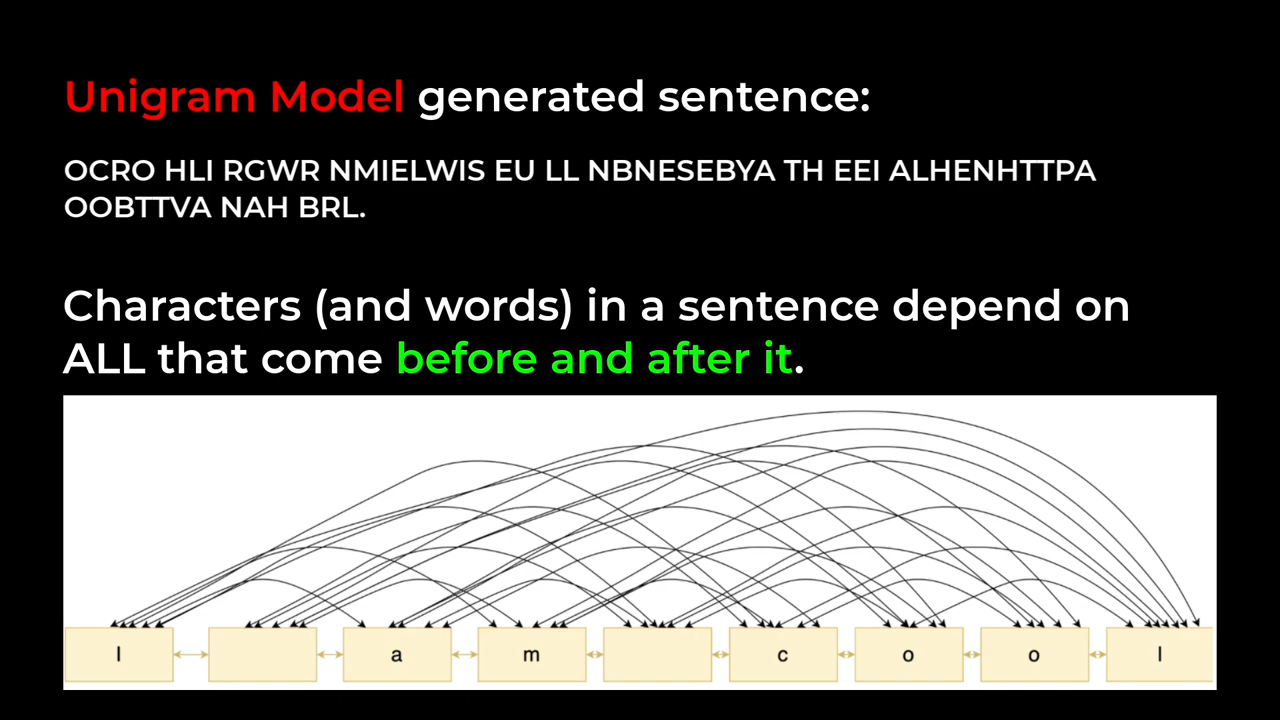 Unigram Model generated sentence:
OCRO HLI RGWR NMIELWIS EU LL NBNESEBYA TH EEI ALHENHTTPA
OOBTTVA NAH BRL.
Characters (and words) in a sentence depend on
ALL that come before and after it.
I a m c o o l